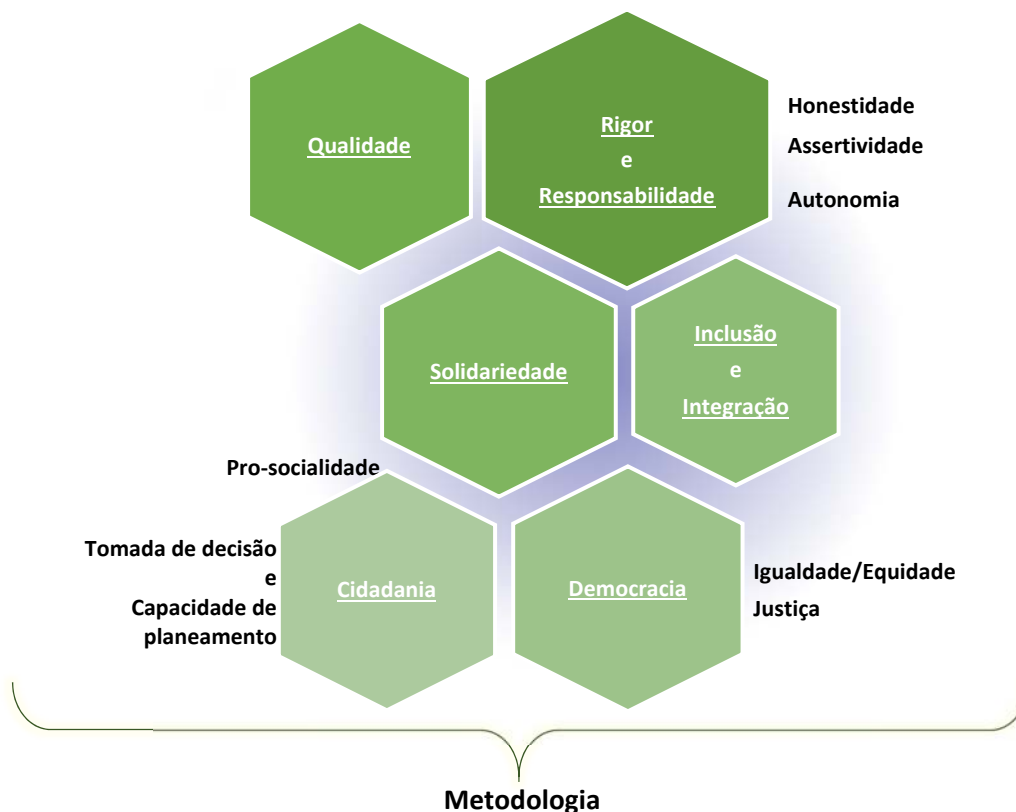 Qualidade
Rigor
e
Responsabilidade
Honestidade
Assertividade
Autonomia
Solidariedade
Inclusão
e
Integração
Pro-socialidade
Tomada de decisão
e
Capacidade de
planeamento
Cidadania
Democracia
Igualdade/Equidade
Justiça
Metodologia